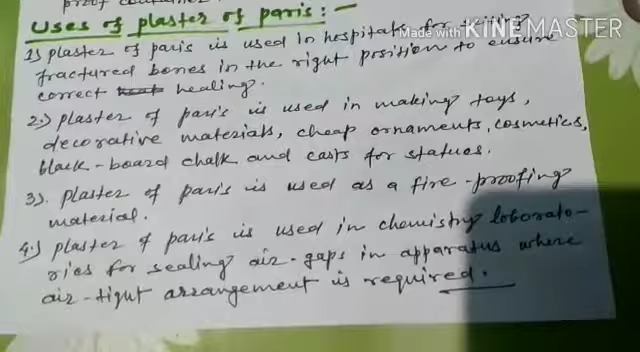 proof container
Uses of plaster of paris : -
Made with KINEMASTER
1) plaster of paris is used in hospitals for
fractured bones in the right position to ensure
correct healing.
2.) plaster of paris is used in making toys,
decorative materials, cheap ornaments, cosmetics,
black-board chalk and casts for statues.
3). plaster of paris is used as a fire-proofing
material.
4.) plaster of paris is used in chemistry loborato-
ries for sealing air-gaps in apparatus where
air-tight arrangement is required.